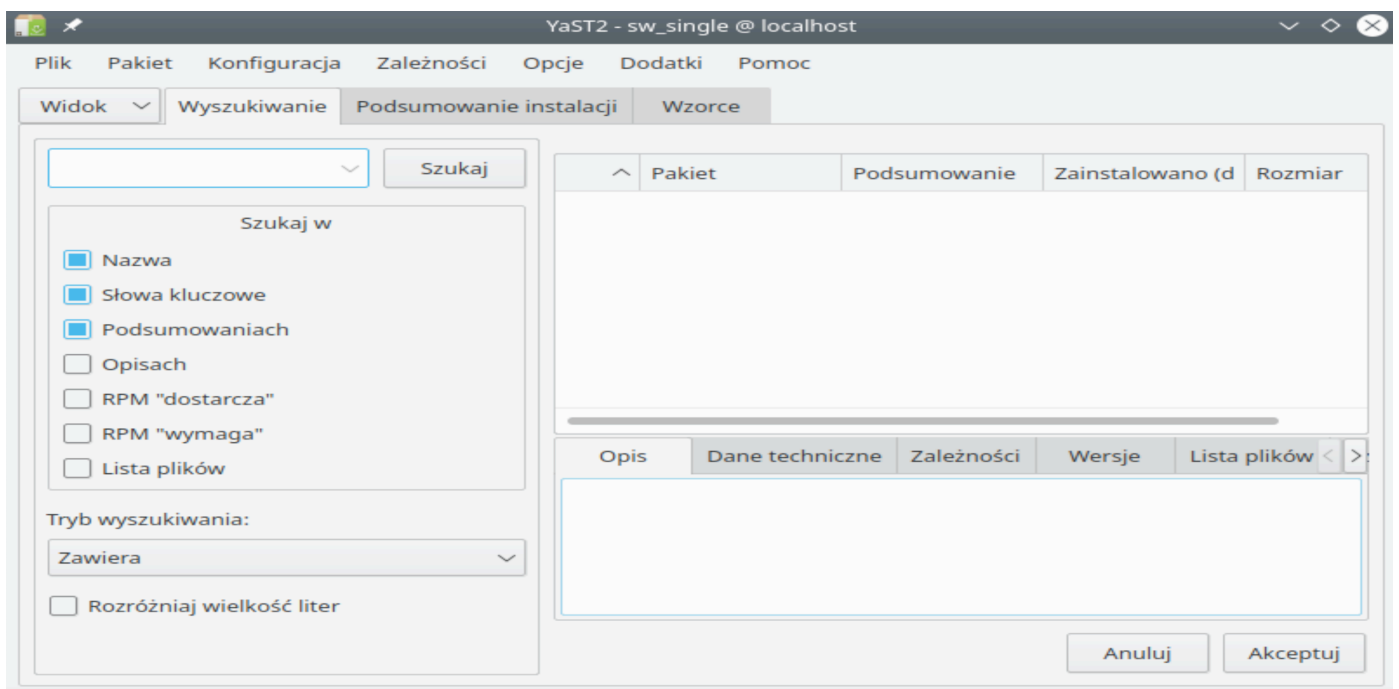 YaST2 - sw_single @ localhost
Plik Pakiet Konfiguracja Zależności Opcje Dodatki Pomoc
Widok Wyszukiwanie Podsumowanie instalacji Wzorce
Szukaj
Szukaj w
Nazwa
Słowa kluczowe
Podsumowaniach
Opisach
RPM "dostarcza"
RPM "wymaga"
Lista plików
Tryb wyszukiwania:
Zawiera
Rozróżniaj wielkość liter
Pakiet Podsumowanie Zainstalowano (d Rozmiar
Opis Dane techniczne Zależności Wersje Lista plików
Anuluj Akceptuj